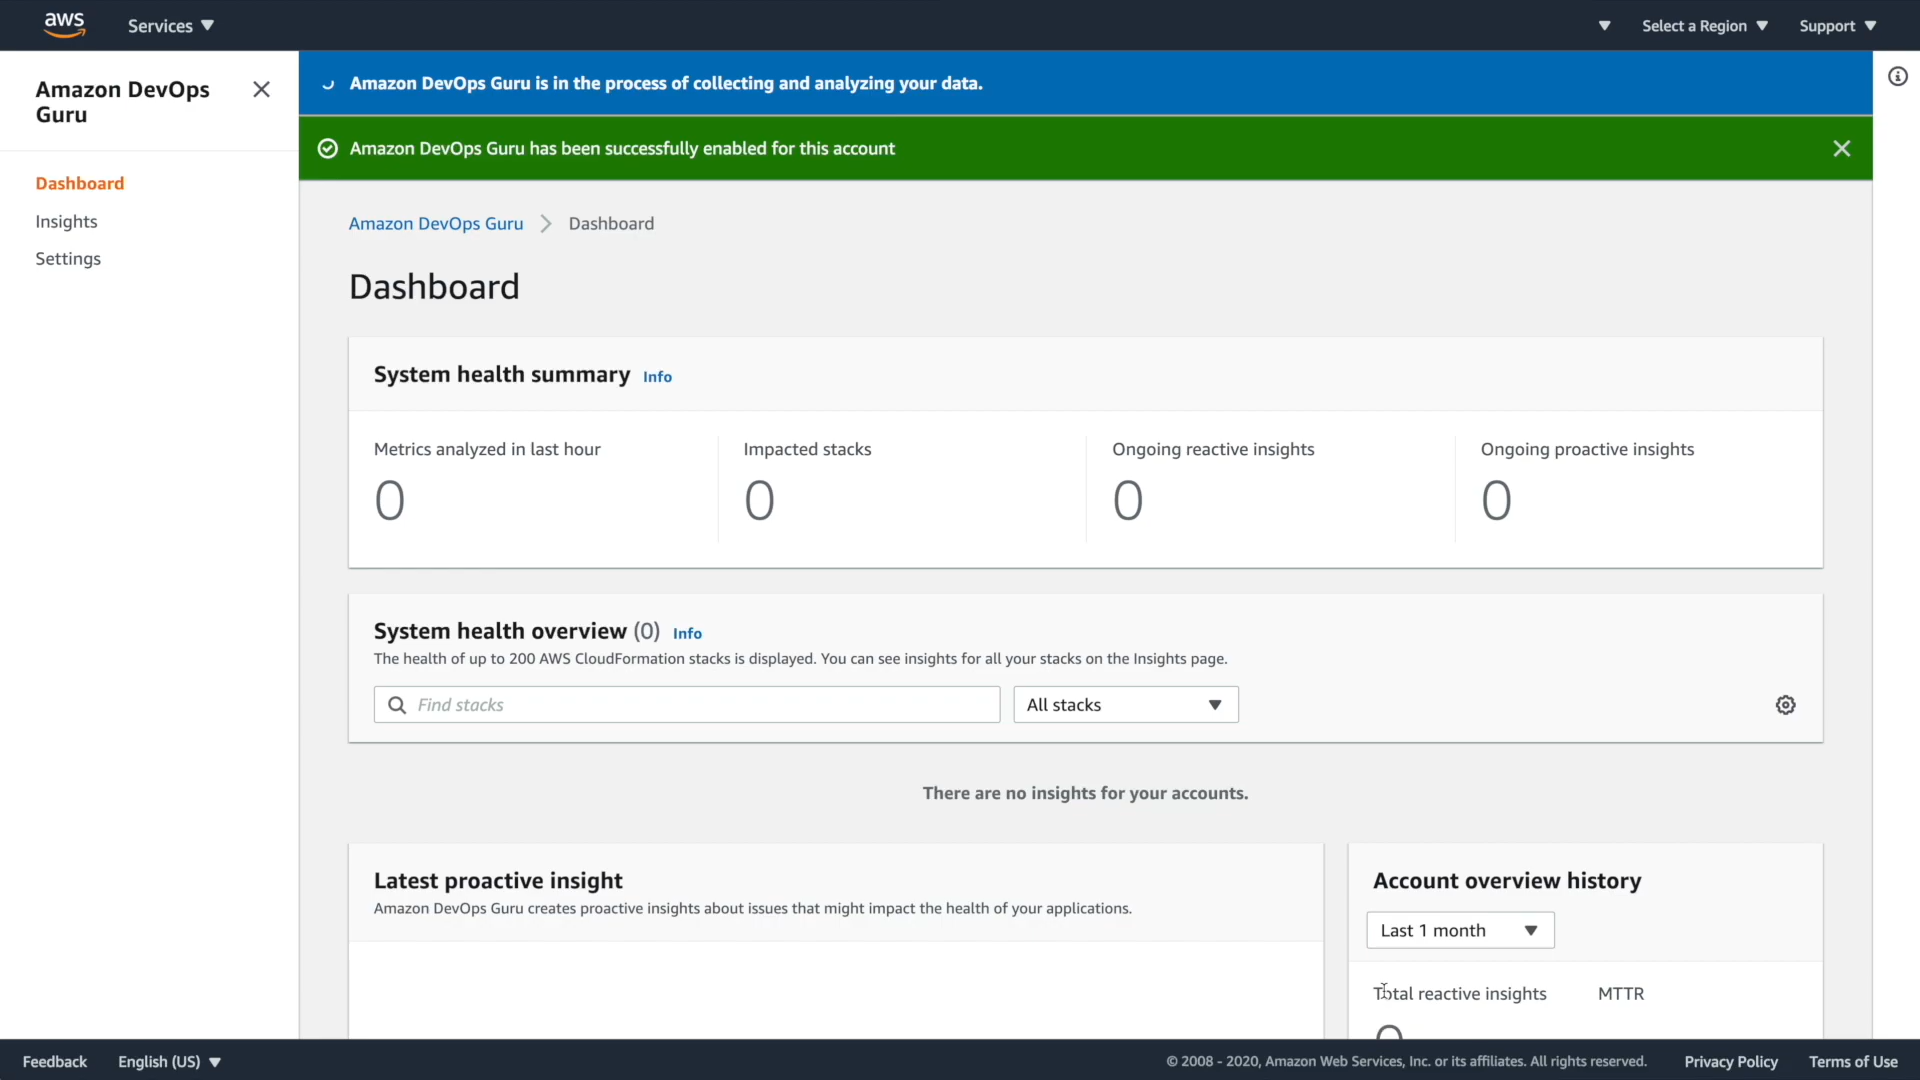 aws
Services
Select a Region
Support
Amazon DevOps
Guru
Dashboard
Insights
Settings
Amazon DevOps Guru is in the process of collecting and analyzing your data.
Amazon DevOps Guru has been successfully enabled for this account
Amazon DevOps Guru
Dashboard
Dashboard
System health summary Info
Metrics analyzed in last hour
0
Impacted stacks
0
Ongoing reactive insights
0
Ongoing proactive insights
0
System health overview (0) Info
The health of up to 200 AWS CloudFormation stacks is displayed. You can see insights for all your stacks on the Insights page.
Find stacks
All stacks
There are no insights for your accounts.
Latest proactive insight
Amazon DevOps Guru creates proactive insights about issues that might impact the health of your applications.
Account overview history
Last 1 month
Total reactive insights
MTTR
Feedback
English (US)
© 2008 - 2020, Amazon Web Services, Inc. or its affiliates. All rights reserved.
Privacy Policy
Terms of Use